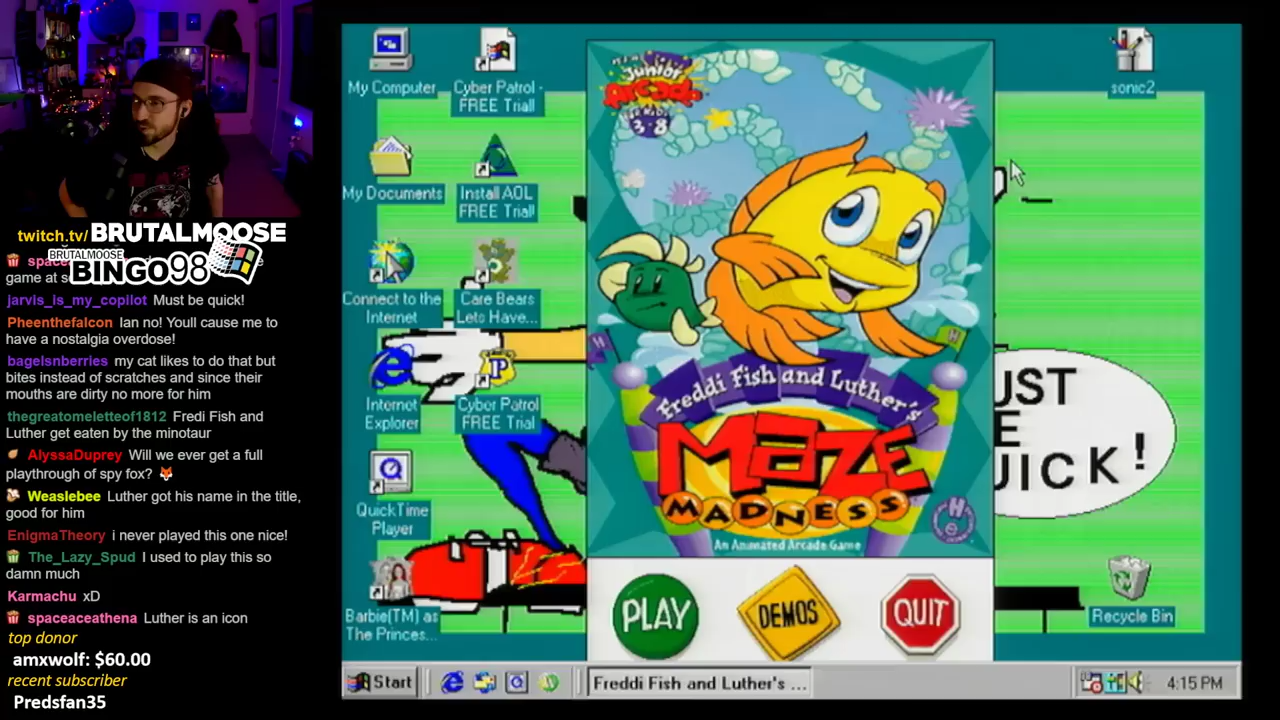 twitch.tv/BRUTALMOOSE
BRUTALMOOSE
BINGO98
game at
jarvis_is_my_copilot Must be quick!
Pheenthefalcon Ian no! Youll cause me to
have a nostalgia overdose!
bagelsnberries my cat likes to do that but
bites instead of scratches and since their
mouths are dirty no more for him
thegreatomeletteof1812 Fredi Fish and
Luther get eaten by the minotaur
AlyssaDuprey Will we ever get a full
playthrough of spy fox?
Weaslebee Luther got his name in the title,
good for him
EnigmaTheory i never played this one nice!
The_Lazy_Spud I used to play this so
damn much
Karmachu xD
spaceaceathena Luther is an icon
top donor
amxwolf: $60.00
recent subscriber
Predsfan35
My Computer
Cyber Patrol -
FREE Trial!
My Documents
Install AOL
FREE Trial!
Connect to the
Internet
Care Bears
Lets Have...
Internet
Explorer
Cyber Patrol
FREE Trial
QuickTime
Player
Barbie(TM) as
The Princes...
sonic2
Recycle Bin
UST
E
UICK!
Junior
Arcade
3-8
Freddi Fish and Luther's
Maze
MADNESS
An Animated Arcade Game
PLAY
DEMOS
QUIT
Start
Freddi Fish and Luther's ...
4:15 PM